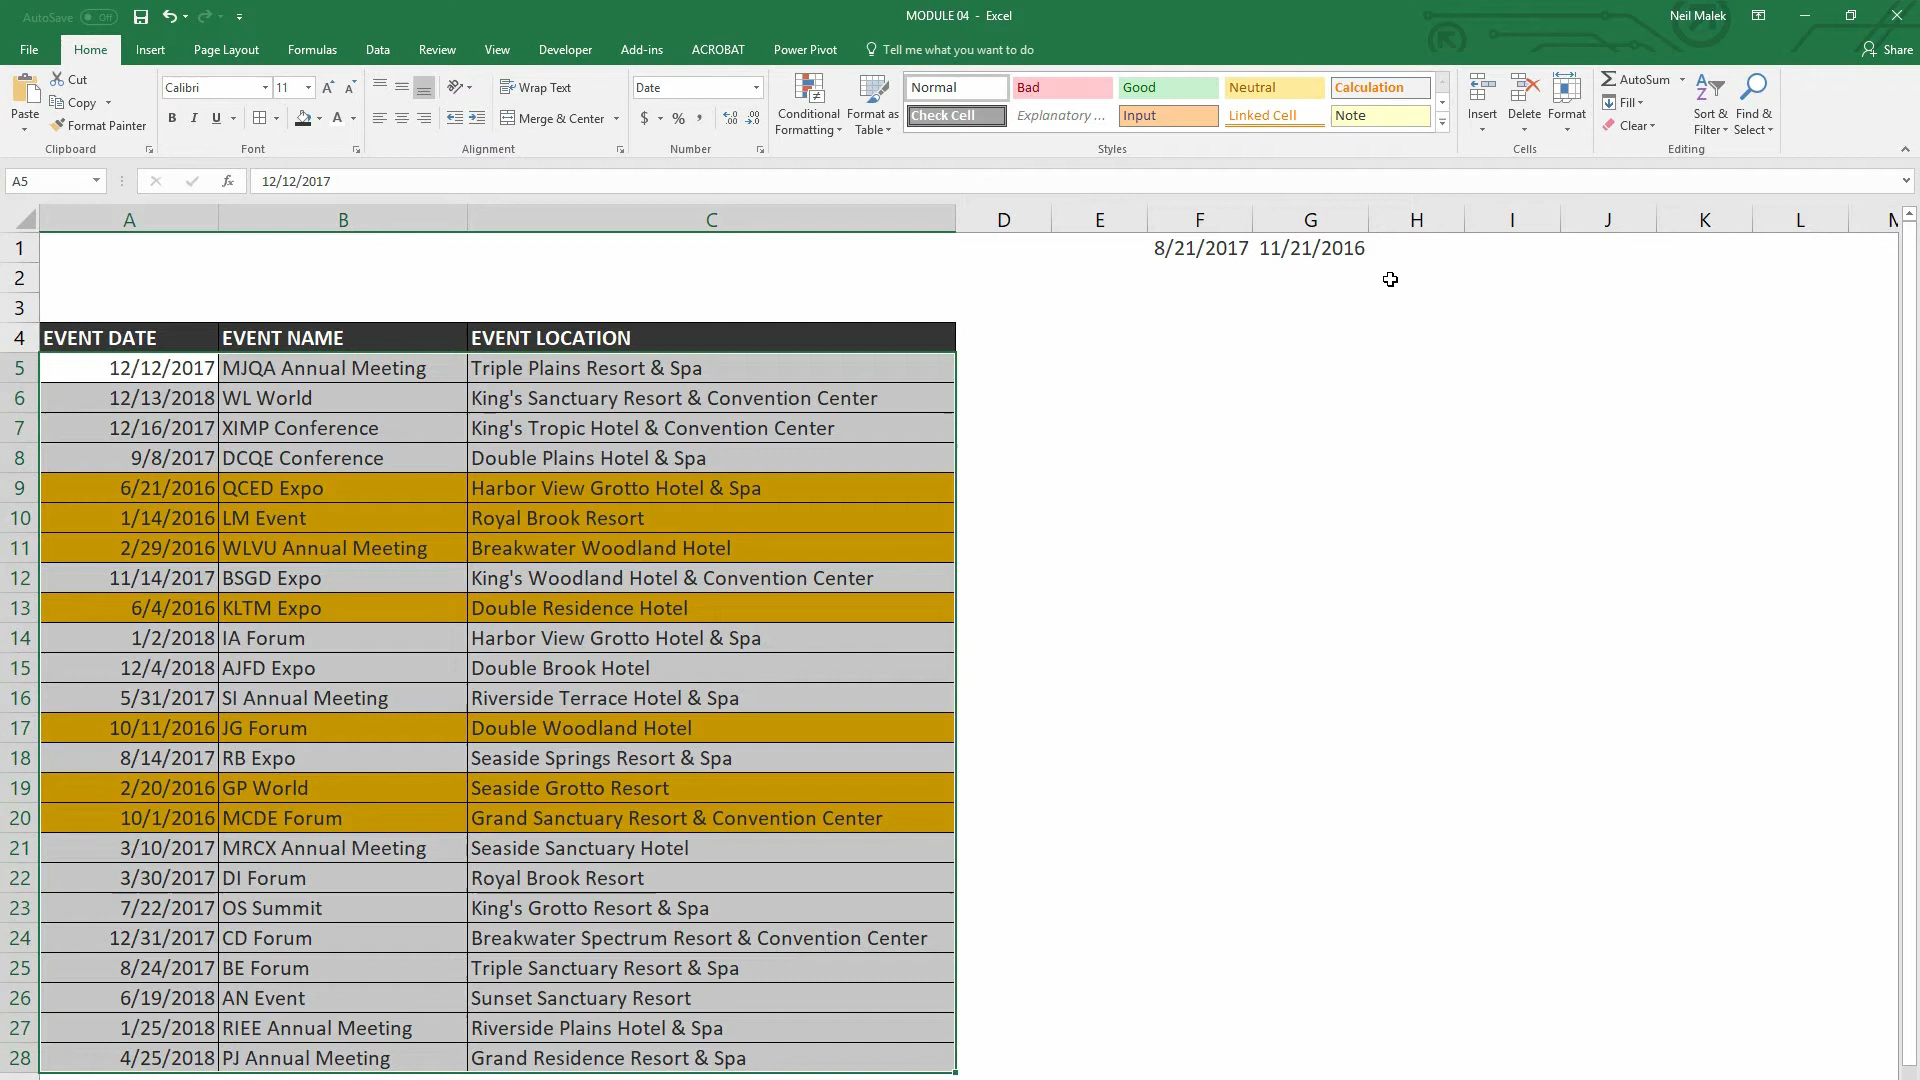 AutoSave Off
MODULE 04 - Excel
Neil Malek
File Home Insert Page Layout Formulas Data Review View Developer Add-ins ACROBAT Power Pivot Tell me what you want to do Share
Paste
Cut
Copy
Format Painter
Clipboard
Calibri 11
B I U
Font
Wrap Text
Merge & Center
Alignment
Date
$ % ,
Number
Conditional Formatting
Format as Table
Normal Bad Good Neutral Calculation
Check Cell Explanatory ... Input Linked Cell Note
Styles
Insert Delete Format
Cells
AutoSum
Fill
Clear
Sort & Filter
Find & Select
Editing
A5 fx 12/12/2017
A B C D E F G H I J K L M
1 8/21/2017 11/21/2016
2
3
4 EVENT DATE EVENT NAME EVENT LOCATION
5 12/12/2017 MJQA Annual Meeting Triple Plains Resort & Spa
6 12/13/2018 WL World King's Sanctuary Resort & Convention Center
7 12/16/2017 XIMP Conference King's Tropic Hotel & Convention Center
8 9/8/2017 DCQE Conference Double Plains Hotel & Spa
9 6/21/2016 QCED Expo Harbor View Grotto Hotel & Spa
10 1/14/2016 LM Event Royal Brook Resort
11 2/29/2016 WLVU Annual Meeting Breakwater Woodland Hotel
12 11/14/2017 BSGD Expo King's Woodland Hotel & Convention Center
13 6/4/2016 KLTM Expo Double Residence Hotel
14 1/2/2018 IA Forum Harbor View Grotto Hotel & Spa
15 12/4/2018 AJFD Expo Double Brook Hotel
16 5/31/2017 SI Annual Meeting Riverside Terrace Hotel & Spa
17 10/11/2016 JG Forum Double Woodland Hotel
18 8/14/2017 RB Expo Seaside Springs Resort & Spa
19 2/20/2016 GP World Seaside Grotto Resort
20 10/1/2016 MCDE Forum Grand Sanctuary Resort & Convention Center
21 3/10/2017 MRCX Annual Meeting Seaside Sanctuary Hotel
22 3/30/2017 DI Forum Royal Brook Resort
23 7/22/2017 OS Summit King's Grotto Resort & Spa
24 12/31/2017 CD Forum Breakwater Spectrum Resort & Convention Center
25 8/24/2017 BE Forum Triple Sanctuary Resort & Spa
26 6/19/2018 AN Event Sunset Sanctuary Resort
27 1/25/2018 RIEE Annual Meeting Riverside Plains Hotel & Spa
28 4/25/2018 PJ Annual Meeting Grand Residence Resort & Spa